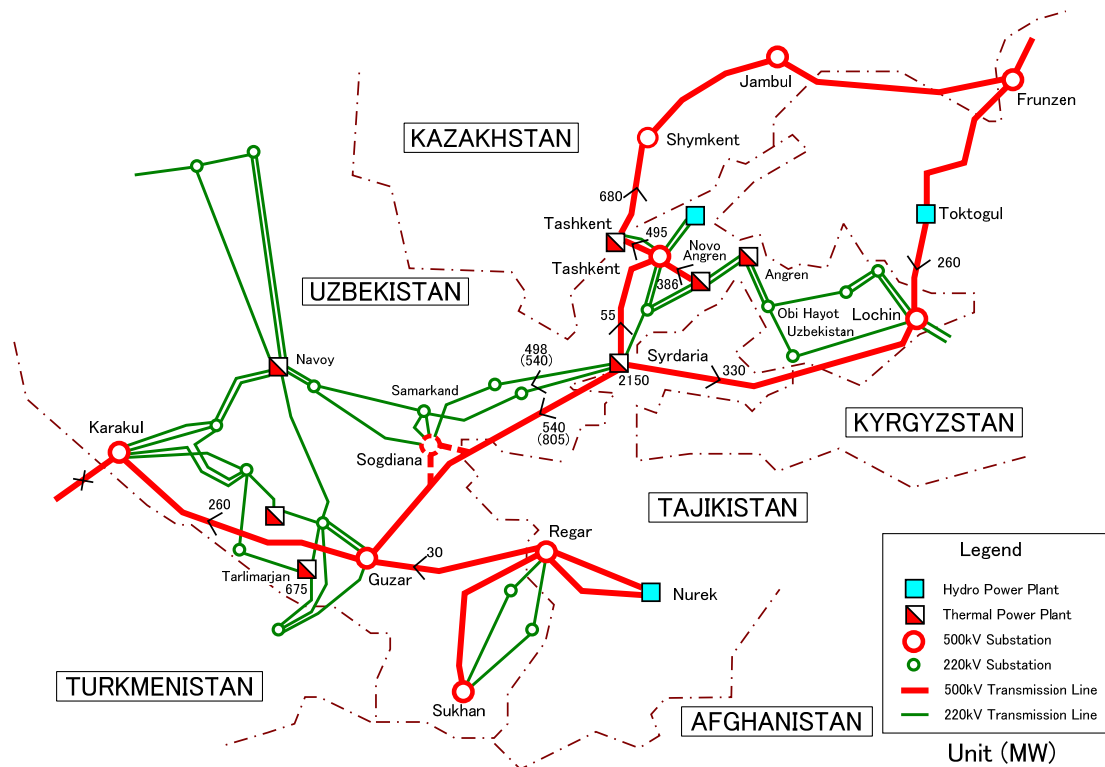 Jambul
Frunzen
KAZAKHSTAN
Shymkent
680
Tashkent
495
Toktogul
Novo
Angren
Tashkent
386
Angren
260
UZBEKISTAN
55
Obi Hayot
Uzbekistan
Lochin
498
(540)
Syrdaria
2150
330
Navoy
Samarkand
540
(805)
KYRGYZSTAN
Karakul
Sogdiana
TAJIKISTAN
260
Regar
30
Guzar
Tarlimarjan
675
Nurek
TURKMENISTAN
Sukhan
AFGHANISTAN
Legend
Hydro Power Plant
Thermal Power Plant
500kV Substation
220kV Substation
500kV Transmission Line
220kV Transmission Line
Unit (MW)